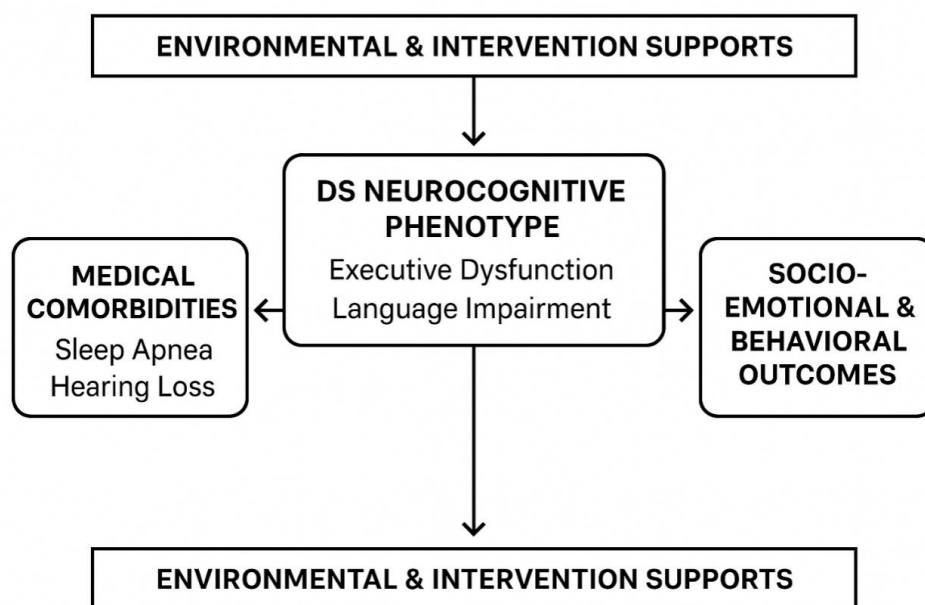 ENVIRONMENTAL & INTERVENTION SUPPORTS
DS NEUROCOGNITIVE
PHENOTYPE
Executive Dysfunction
Language Impairment
MEDICAL
COMORBIDITIES
Sleep Apnea
Hearing Loss
SOCIO-
EMOTIONAL &
BEHAVIORAL
OUTCOMES
ENVIRONMENTAL & INTERVENTION SUPPORTS